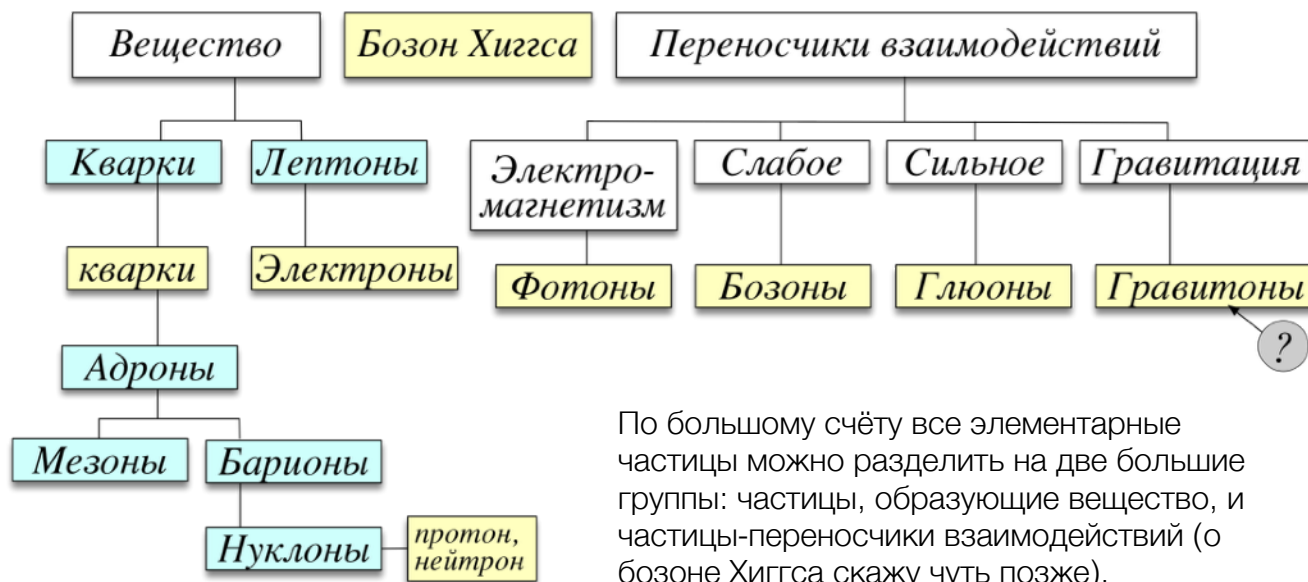 Вещество
Бозон Хиггса
Переносчики взаимодействий
Кварки
Лептоны
Электро-
магнетизм
Слабое
Сильное
Гравитация
кварки
Электроны
Фотоны
Бозоны
Глюоны
Гравитоны
?
Адроны
Мезоны
Барионы
Нуклоны
протон,
нейтрон
По большому счёту все элементарные
частицы можно разделить на две большие
группы: частицы, образующие вещество, и
частицы-переносчики взаимодействий (о
бозоне Хиггса скажу чуть позже).